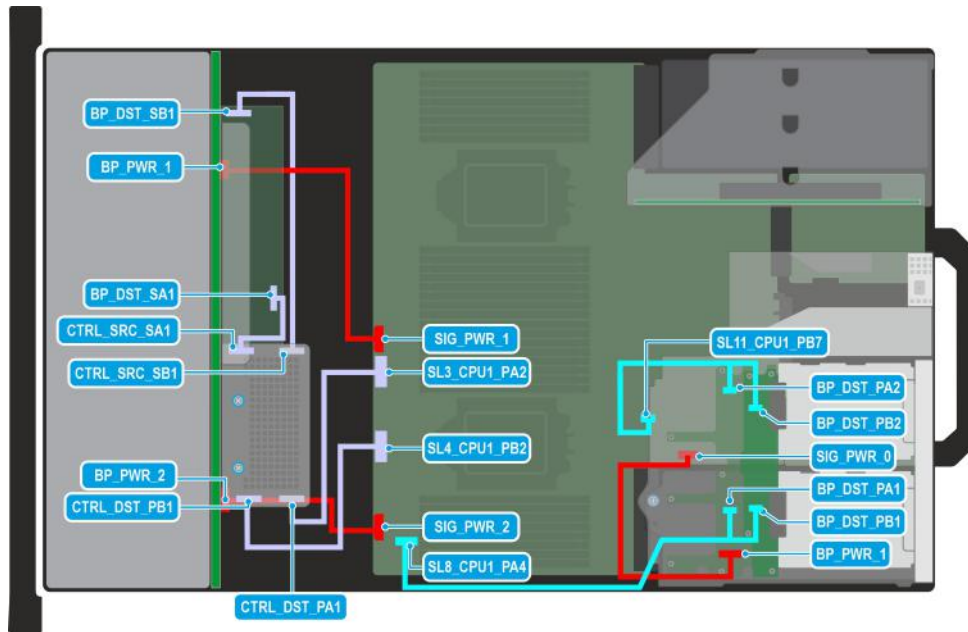 BP_DST_SB1
BP_PWR_1
BP_DST_SA1
CTRL_SRC_SA1
CTRL_SRC_SB1
BP_PWR_2
CTRL_DST_PB1
CTRL_DST_PA1
SIG_PWR_1
SL3_CPU1_PA2
SL4_CPU1_PB2
SIG_PWR_2
SL8_CPU1_PA4
SL11_CPU1_PB7
BP_DST_PA2
BP_DST_PB2
SIG_PWR_0
BP_DST_PA1
BP_DST_PB1
BP_PWR_1